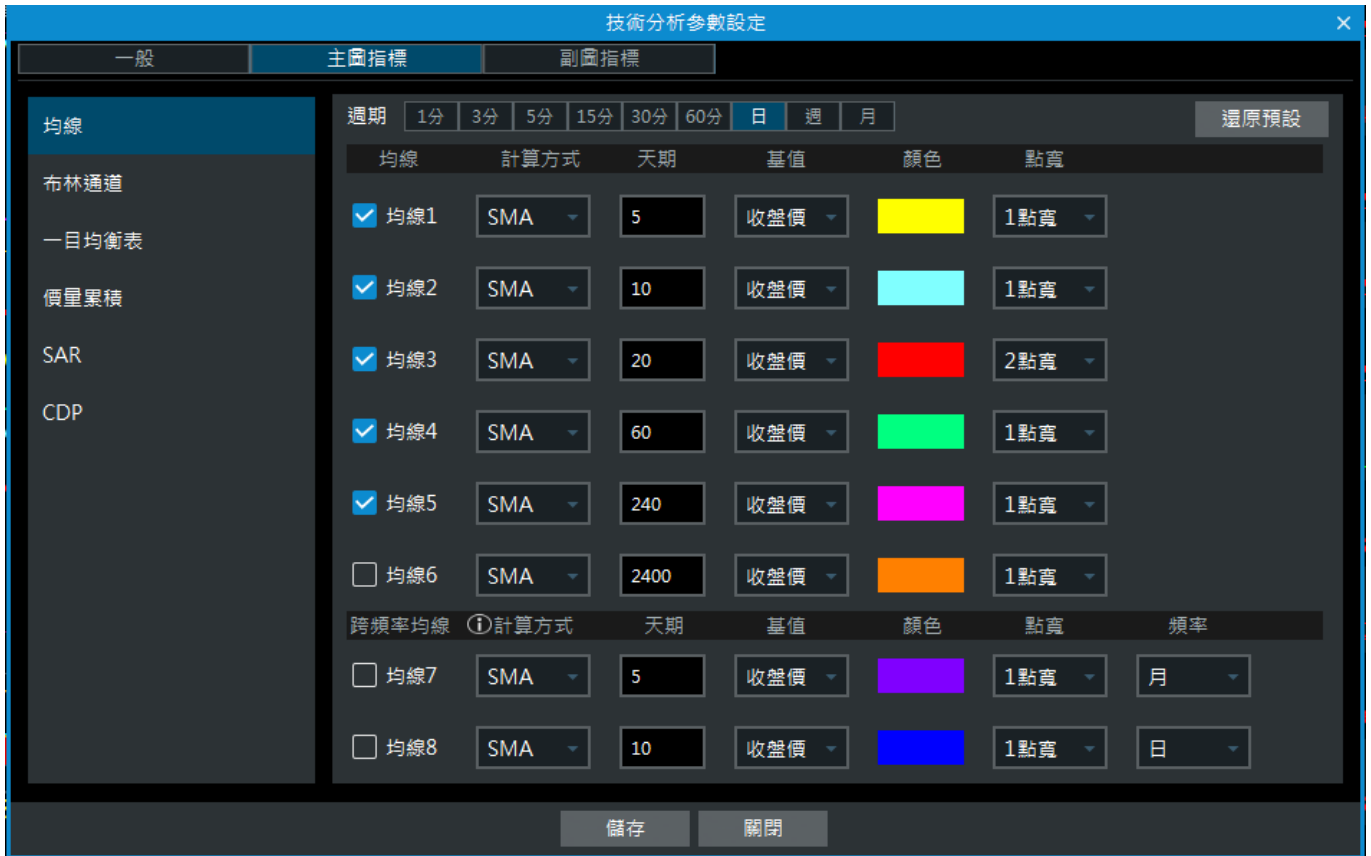 技術分析參數設定
一般 主圖指標 副圖指標
均線
布林通道
一目均衡表
價量累積
SAR
CDP
週期 1分 3分 5分 15分 30分 60分 日 週 月 還原預設
均線 計算方式 天期 基值 顏色 點寬
均線1 SMA 5 收盤價 1點寬
均線2 SMA 10 收盤價 1點寬
均線3 SMA 20 收盤價 2點寬
均線4 SMA 60 收盤價 1點寬
均線5 SMA 240 收盤價 1點寬
均線6 SMA 2400 收盤價 1點寬
跨頻率均線 計算方式 天期 基值 顏色 點寬 頻率
均線7 SMA 5 收盤價 1點寬 月
均線8 SMA 10 收盤價 1點寬 日
儲存 關閉